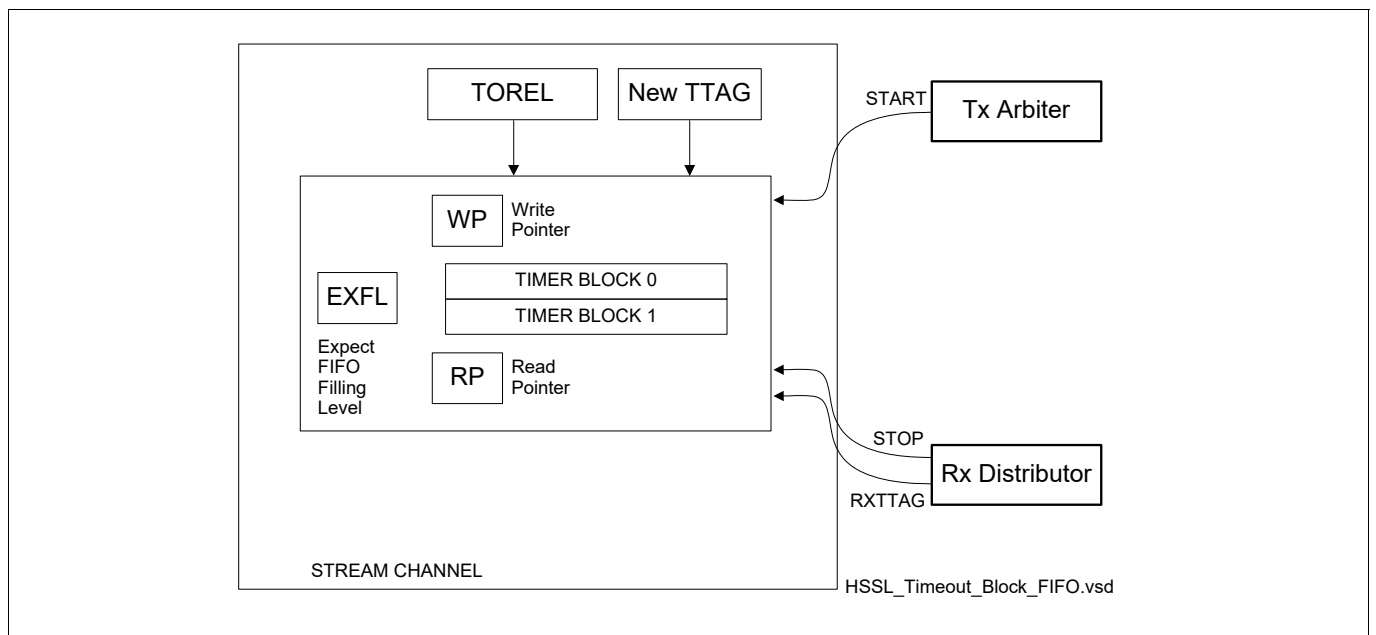 TOREL
New TTAG
START
Tx Arbiter
WP
Write
Pointer
EXFL
TIMER BLOCK 0
TIMER BLOCK 1
Expect
FIFO
Filling
Level
RP
Read
Pointer
STOP
Rx Distributor
RXTTAG
STREAM CHANNEL
HSSL_Timeout_Block_FIFO.vsd